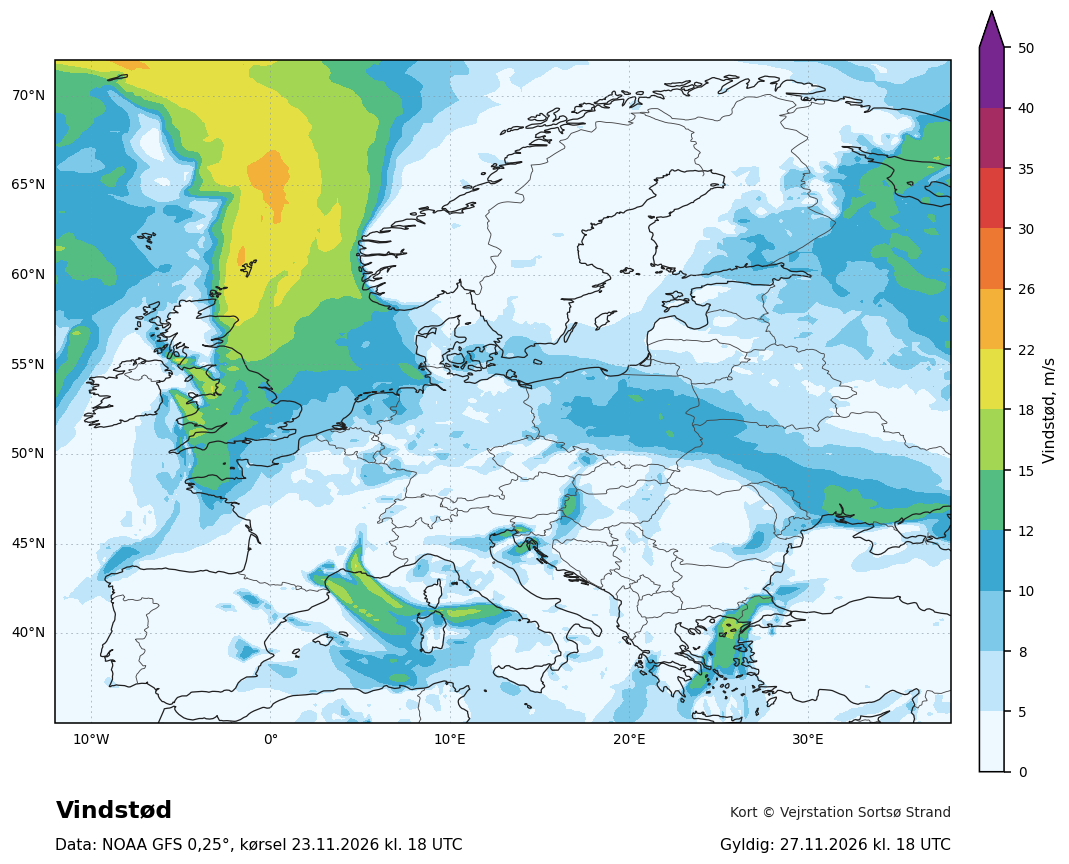 50
40
35
30
26
22
18
15
12
10
8
5
0
Vindstød, m/s
70°N
65°N
60°N
55°N
50°N
45°N
40°N
10°W
0°
10°E
20°E
30°E
Vindstød
Kort © Vejrstation Sortsø Strand
Data: NOAA GFS 0,25°, kørsel 23.11.2026 kl. 18 UTC
Gyldig: 27.11.2026 kl. 18 UTC